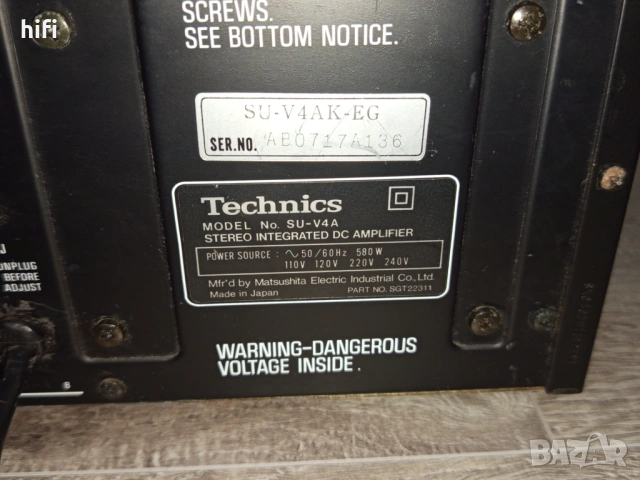 hifi
SCREWS.
SEE BOTTOM NOTICE.
SU-V4AK-EG
SER.NO. AB0717A136
Technics
MODEL No. SU-V4A
STEREO INTEGRATED DC AMPLIFIER
POWER SOURCE : ∿50/60Hz 580W
110V 120V 220V 240V
Mfr'd by Matsushita Electric Industrial Co., Ltd.
Made in Japan PART NO. SGT22311
UNPLUG
BEFORE
ADJUST
WARNING-DANGEROUS
VOLTAGE INSIDE.
BAZAR